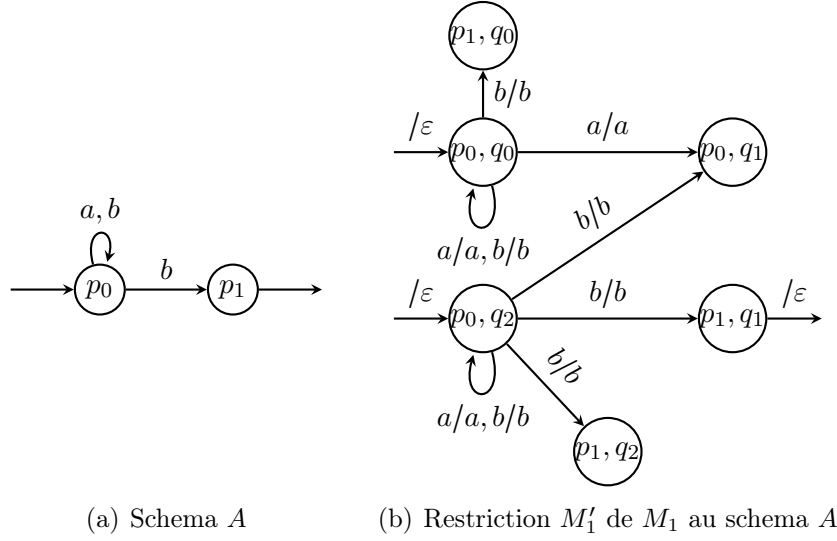 p₁, q₀
b/b
/ε
a/a
p₀, q₀
p₀, q₁
a/a, b/b
b/b
a, b
p₀
b
p₁
/ε
b/b
/ε
p₀, q₂
p₁, q₁
b/b
a/a, b/b
p₁, q₂
(a) Schema A
(b) Restriction M₁′ de M₁ au schema A